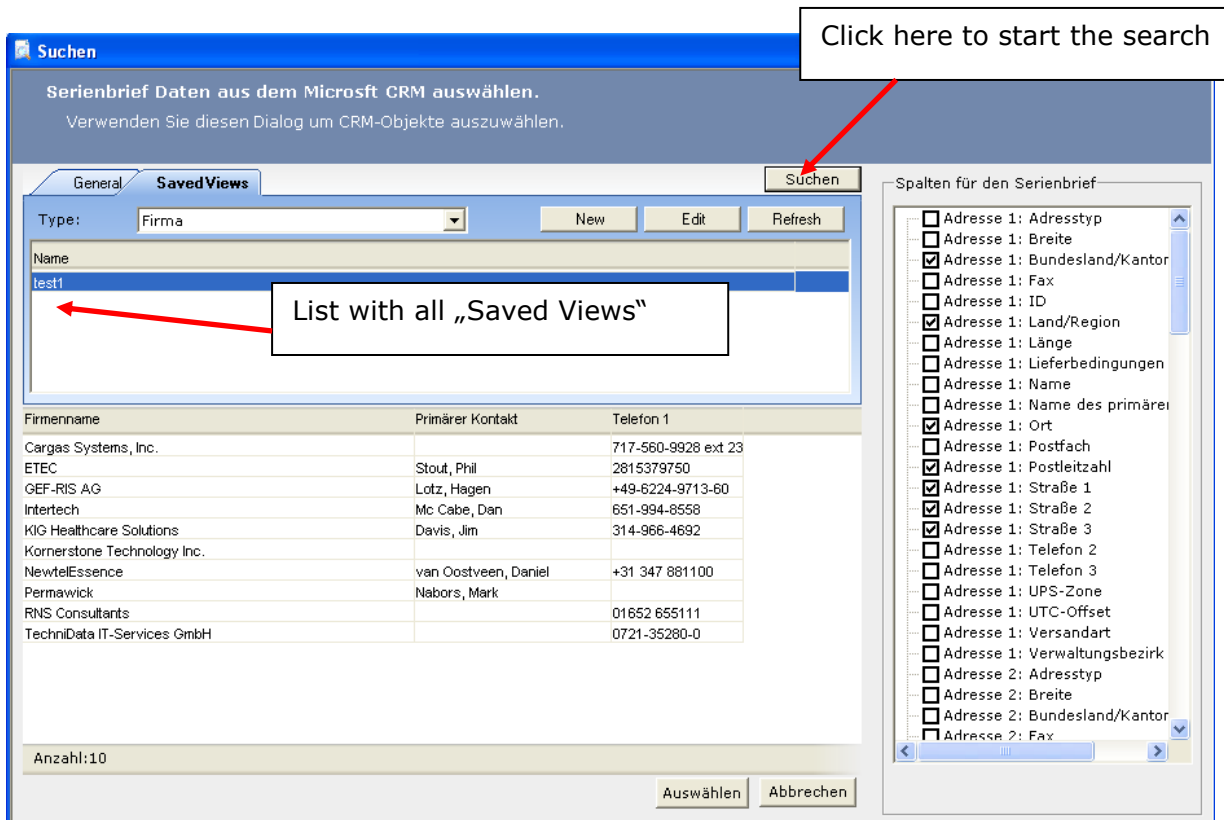 Click here to start the search
Suchen
Serienbrief Daten aus dem Microsft CRM auswählen.
Verwenden Sie diesen Dialog um CRM-Objekte auszuwählen.
General
Saved Views
Suchen
Type:
Firma
New
Edit
Refresh
Name
test1
List with all „Saved Views“
Firmenname Primärer Kontakt Telefon 1
Cargas Systems, Inc. 717-560-9928 ext 23
ETEC Stout, Phil 2815379750
GEF-RIS AG Lotz, Hagen +49-6224-9713-60
Intertech Mc Cabe, Dan 651-994-8558
KIG Healthcare Solutions Davis, Jim 314-966-4692
Kornerstone Technology Inc.
NewtelEssence van Oostveen, Daniel +31 347 881100
Permawick Nabors, Mark
RNS Consultants 01652 655111
TechniData IT-Services GmbH 0721-35280-0
Anzahl:10
Auswählen
Abbrechen
Spalten für den Serienbrief
Adresse 1: Adresstyp
Adresse 1: Breite
Adresse 1: Bundesland/Kantor
Adresse 1: Fax
Adresse 1: ID
Adresse 1: Land/Region
Adresse 1: Länge
Adresse 1: Lieferbedingungen
Adresse 1: Name
Adresse 1: Name des primärer
Adresse 1: Ort
Adresse 1: Postfach
Adresse 1: Postleitzahl
Adresse 1: Straße 1
Adresse 1: Straße 2
Adresse 1: Straße 3
Adresse 1: Telefon 2
Adresse 1: Telefon 3
Adresse 1: UPS-Zone
Adresse 1: UTC-Offset
Adresse 1: Versandart
Adresse 1: Verwaltungsbezirk
Adresse 2: Adresstyp
Adresse 2: Breite
Adresse 2: Bundesland/Kantor
Adresse 2: Fax